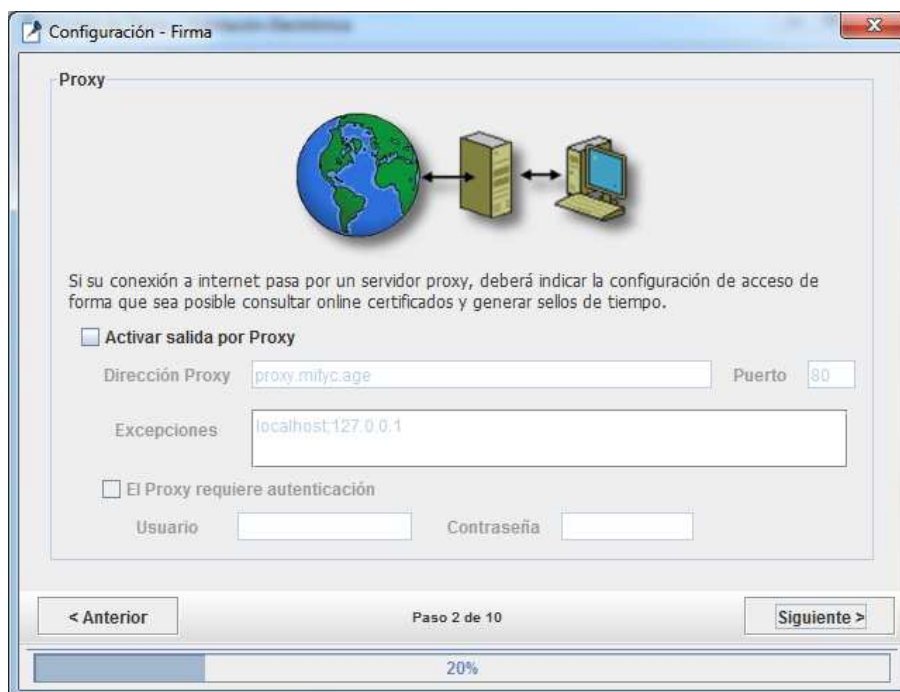 Configuración - Firma
Proxy
Si su conexión a internet pasa por un servidor proxy, deberá indicar la configuración de acceso de
forma que sea posible consultar online certificados y generar sellos de tiempo.
Activar salida por Proxy
Dirección Proxy proxy.mityc.age Puerto 80
Excepciones localhost;127.0.0.1
El Proxy requiere autenticación
Usuario Contraseña
< Anterior Paso 2 de 10 Siguiente >
20%